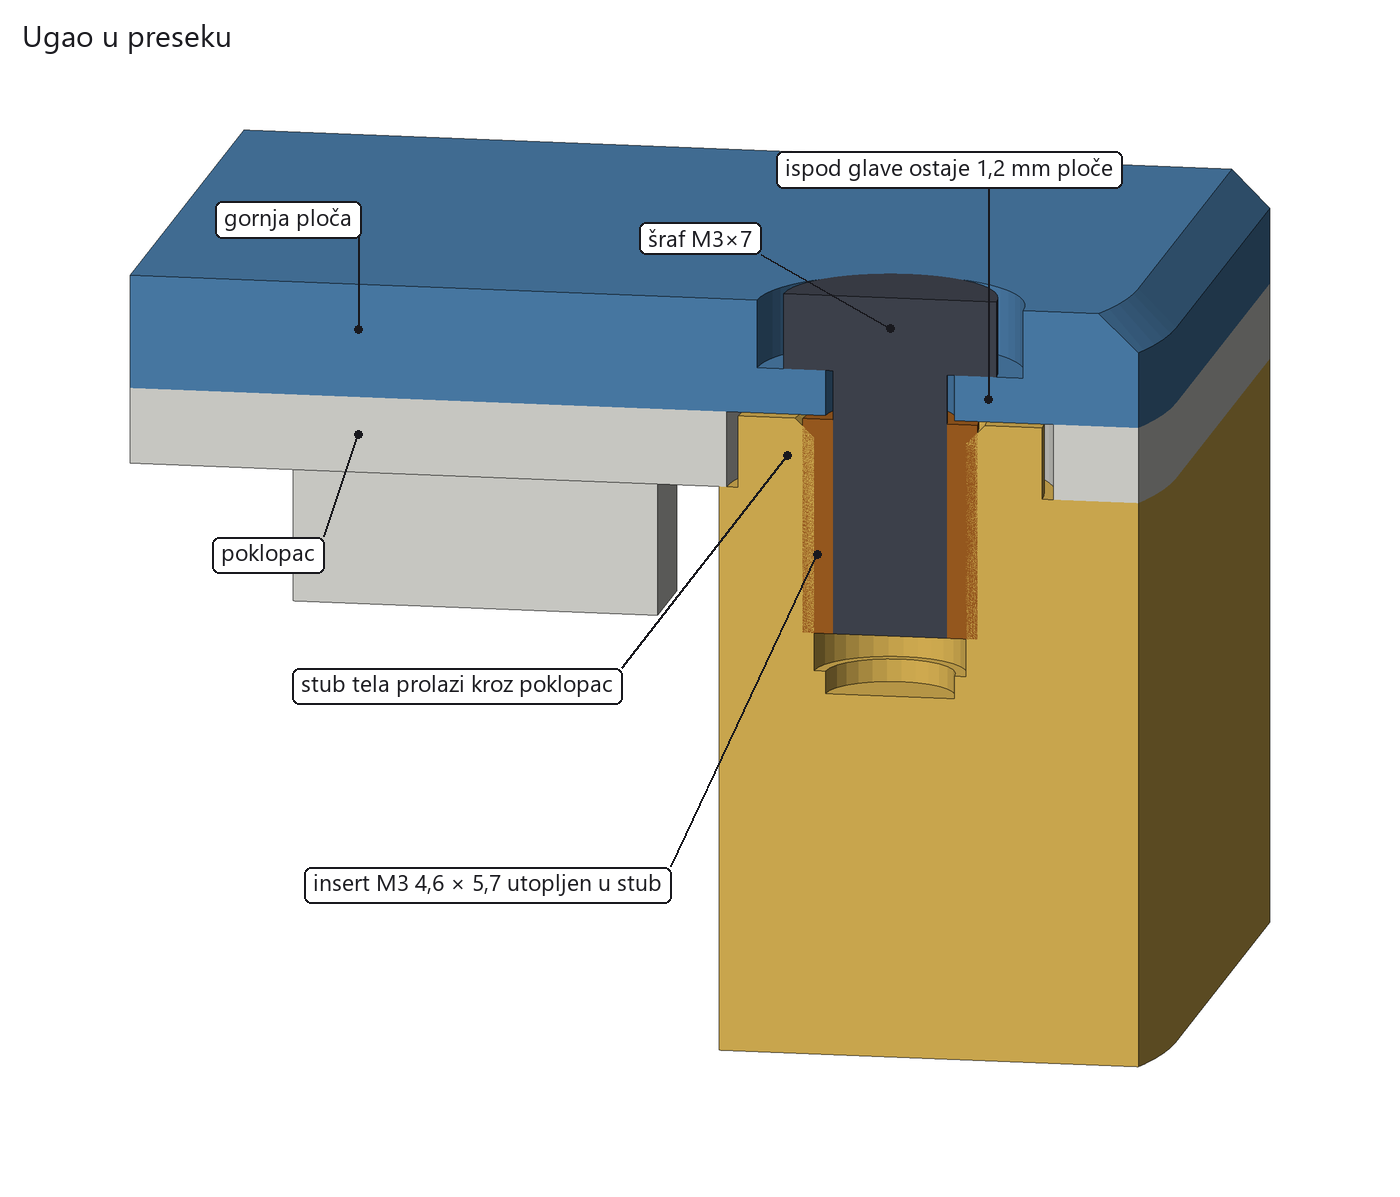 Ugao u preseku
ispod glave ostaje 1,2 mm ploče
gornja ploča
šraf M3×7
poklopac
stub tela prolazi kroz poklopac
insert M3 4,6 × 5,7 utopljen u stub